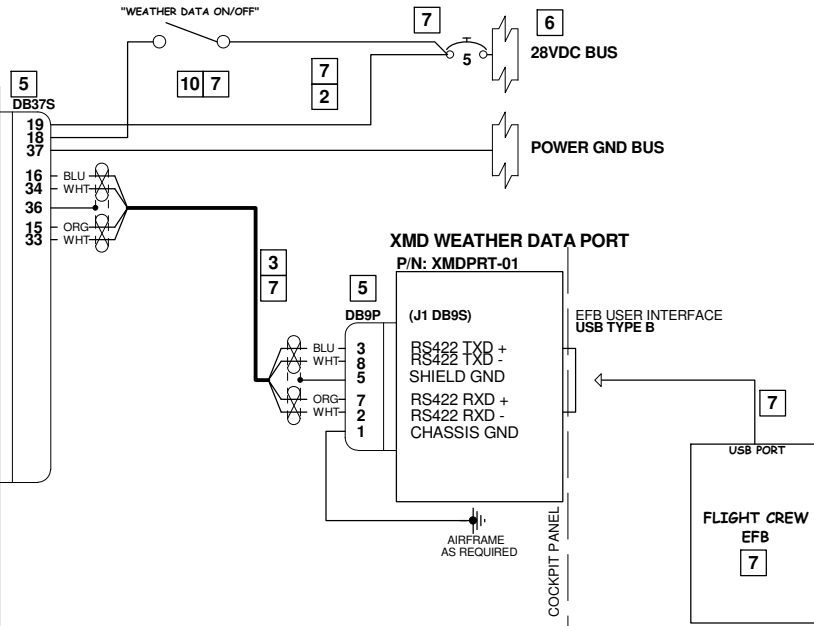 "WEATHER DATA ON/OFF"
7
6
5
28VDC BUS
10 7
7
2
5
DB37S
19
18
37
POWER GND BUS
16 BLU
34 WHT
36
15 ORG
33 WHT
3
7
XMD WEATHER DATA PORT
P/N: XMDPRT-01
5
DB9P
(J1 DB9S)
EFB USER INTERFACE
USB TYPE B
BLU 3 RS422 TXD +
WHT 8 RS422 TXD -
5 SHIELD GND
ORG 7 RS422 RXD +
WHT 2 RS422 RXD -
1 CHASSIS GND
7
USB PORT
FLIGHT CREW
EFB
7
AIRFRAME
AS REQUIRED
COCKPIT PANEL